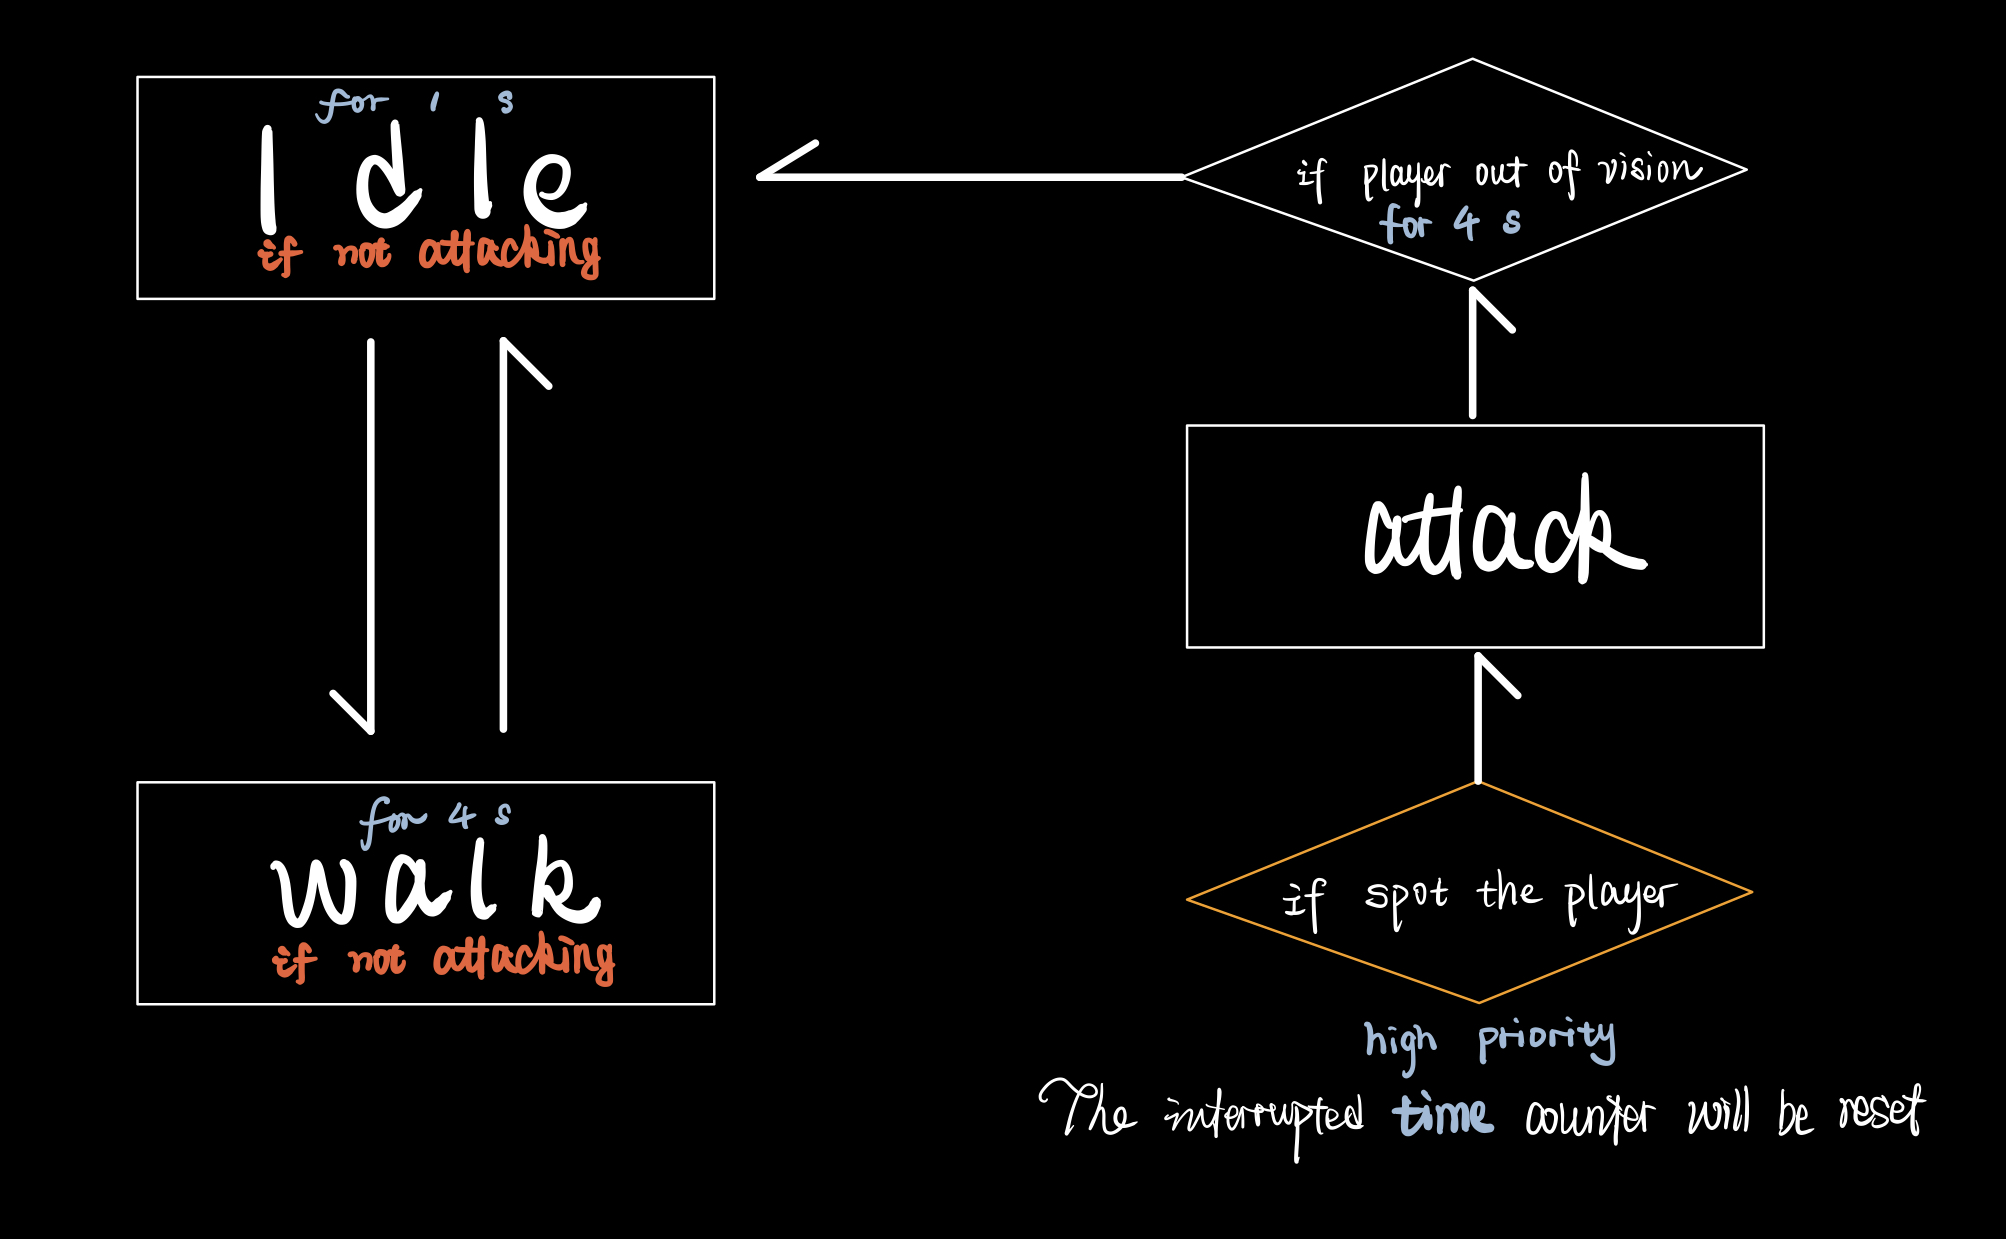 for 1 s
Idle
if not attacking
if player out of vision
for 4 s
attack
for 4 s
walk
if not attacking
if spot the player
high priority
The interrupted time counter will be reset